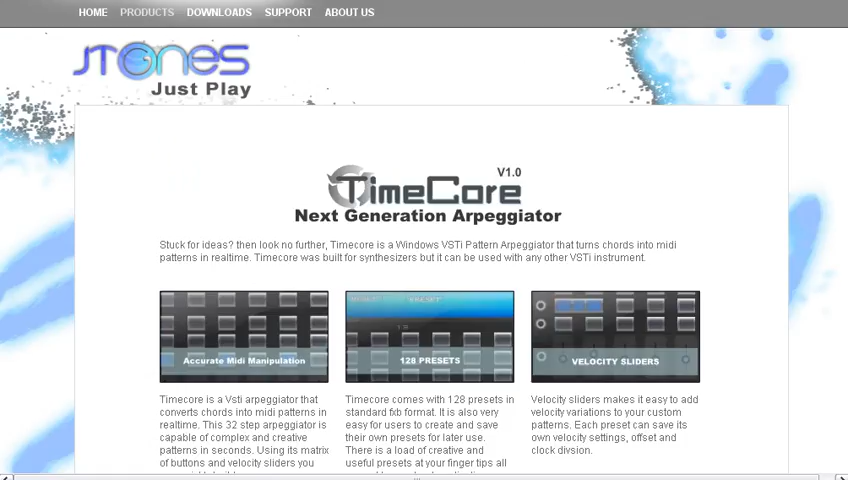 HOME PRODUCTS DOWNLOADS SUPPORT ABOUT US
JTONES
Just Play
V1.0
TimeCore
Next Generation Arpeggiator
Stuck for ideas? then look no further, Timecore is a Windows VSTi Pattern Arpeggiator that turns chords into midi
patterns in realtime. Timecore was built for synthesizers but it can be used with any other VSTi instrument.
Accurate Midi Manipulation
Timecore is a Vsti arpeggiator that
converts chords into midi patterns in
realtime. This 32 step arpeggiator is
capable of complex and creative
patterns in seconds. Using its matrix
of buttons and velocity sliders you
PRESET
128 PRESETS
Timecore comes with 128 presets in
standard fxb format. It is also very
easy for users to create and save
their own presets for later use.
There is a load of creative and
useful presets at your finger tips all
VELOCITY SLIDERS
Velocity sliders makes it easy to add
velocity variations to your custom
patterns. Each preset can save its
own velocity settings, offset and
clock divsion.